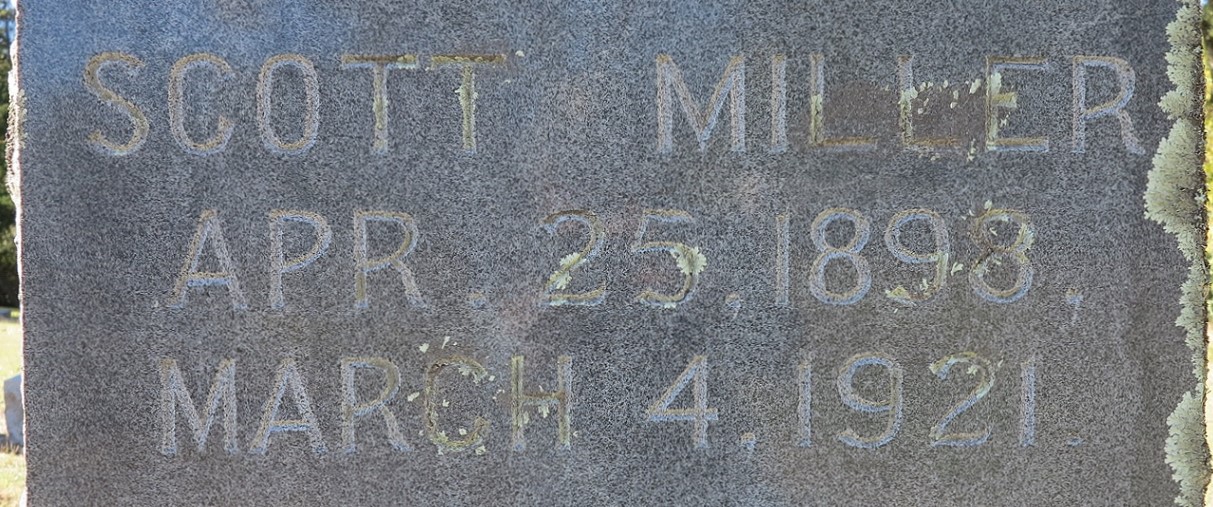 SCOTT MILLER
APR. 25, 1898,
MARCH 4, 1921.